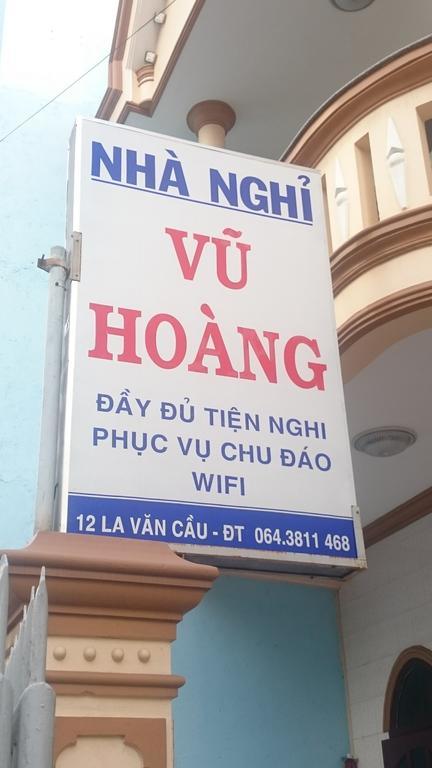 NHÀ NGHỈ
VŨ
HOÀNG
ĐẦY ĐỦ TIỆN NGHI
PHỤC VỤ CHU ĐÁO
WIFI
12 LA VĂN CẦU - ĐT 064.3811 468